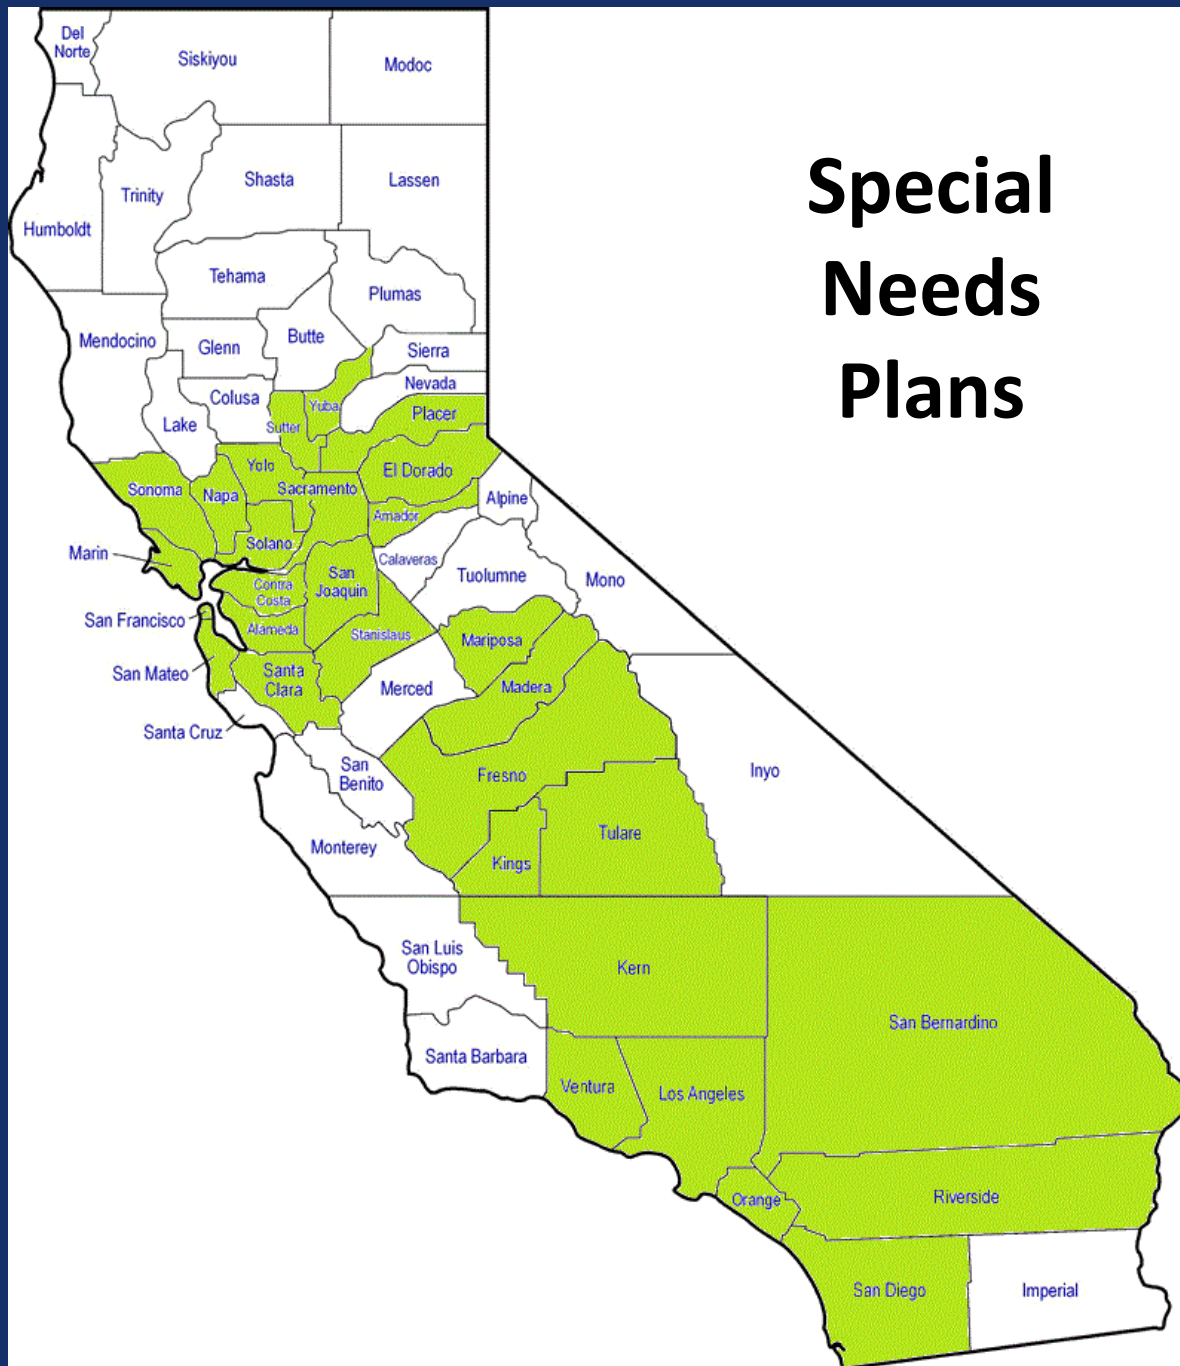 Del
Norte
Siskiyou
Modoc
Shasta
Lassen
Trinity
Humboldt
Tehama
Plumas
Mendocino
Glenn
Butte
Sierra
Nevada
Colusa
Lake
Yuba
Sutter
Placer
Yolo
El Dorado
Sonoma
Napa
Sacramento
Alpine
Amador
Solano
Marin
Calaveras
San
Joaquin
Tuolumne
Mono
Contra
Costa
San Francisco
Alameda
Stanislaus
Mariposa
San Mateo
Santa
Clara
Merced
Madera
Santa Cruz
San
Benito
Fresno
Inyo
Monterey
Kings
Tulare
San Luis
Obispo
Kern
San Bernardino
Santa Barbara
Ventura
Los Angeles
Orange
Riverside
San Diego
Imperial
Special
Needs
Plans